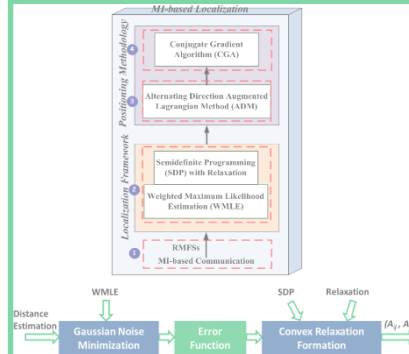 MI-based Localization
Positioning Methodology
4
Conjugate Gradient
Algorithm (CGA)
3
Alternating Direction Augmented
Lagrangian Method (ADM)
Localization Framework
Semidefinite Programming
(SDP) with Relaxation
2
Weighted Maximum Likelihood
Estimation (WMLE)
1
RMFSs
MI-based Communication
WMLE
SDP
Relaxation
Distance
Estimation
Gaussian Noise
Minimization
Error
Function
Convex Relaxation
Formation